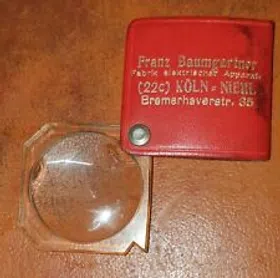 Franz Baumgartner
Fabrik elektrischer Apparate
(22c) KÖLN-NIEHL
Bremerhavenerstr. 35